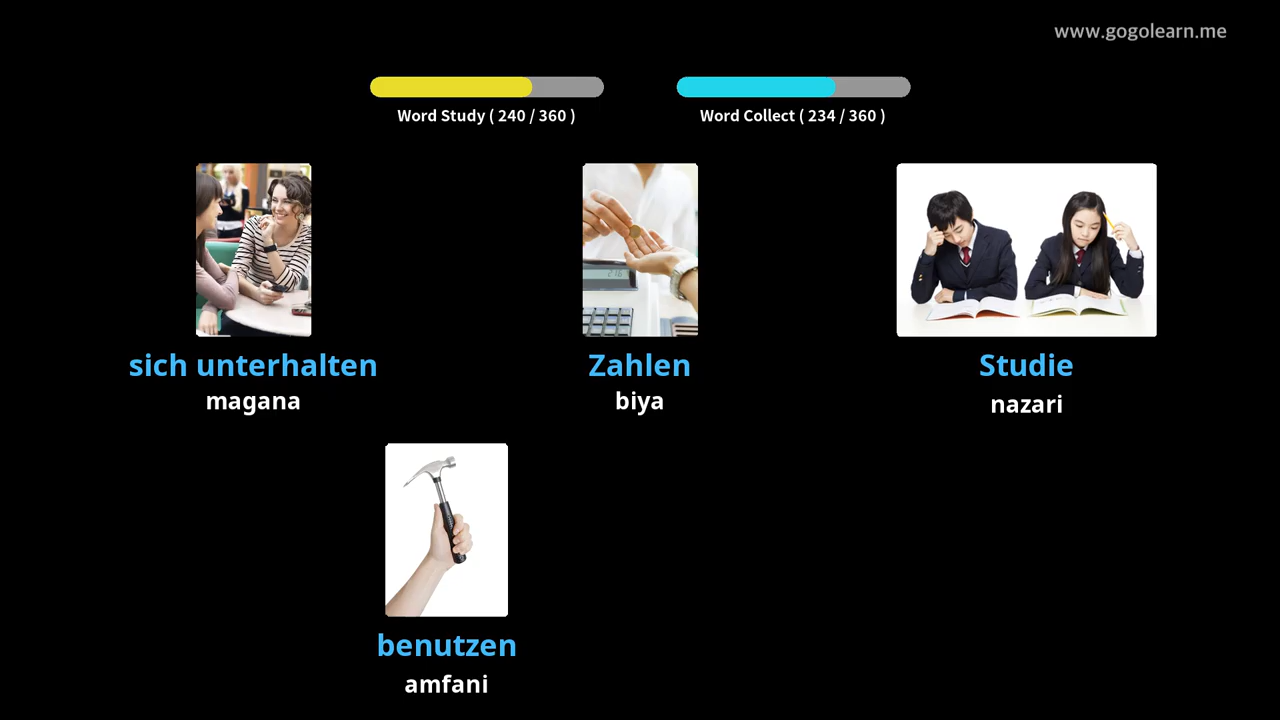 www.gogolearn.me
Word Study ( 240 / 360 )
Word Collect ( 234 / 360 )
sich unterhalten
magana
Zahlen
biya
Studie
nazari
benutzen
amfani